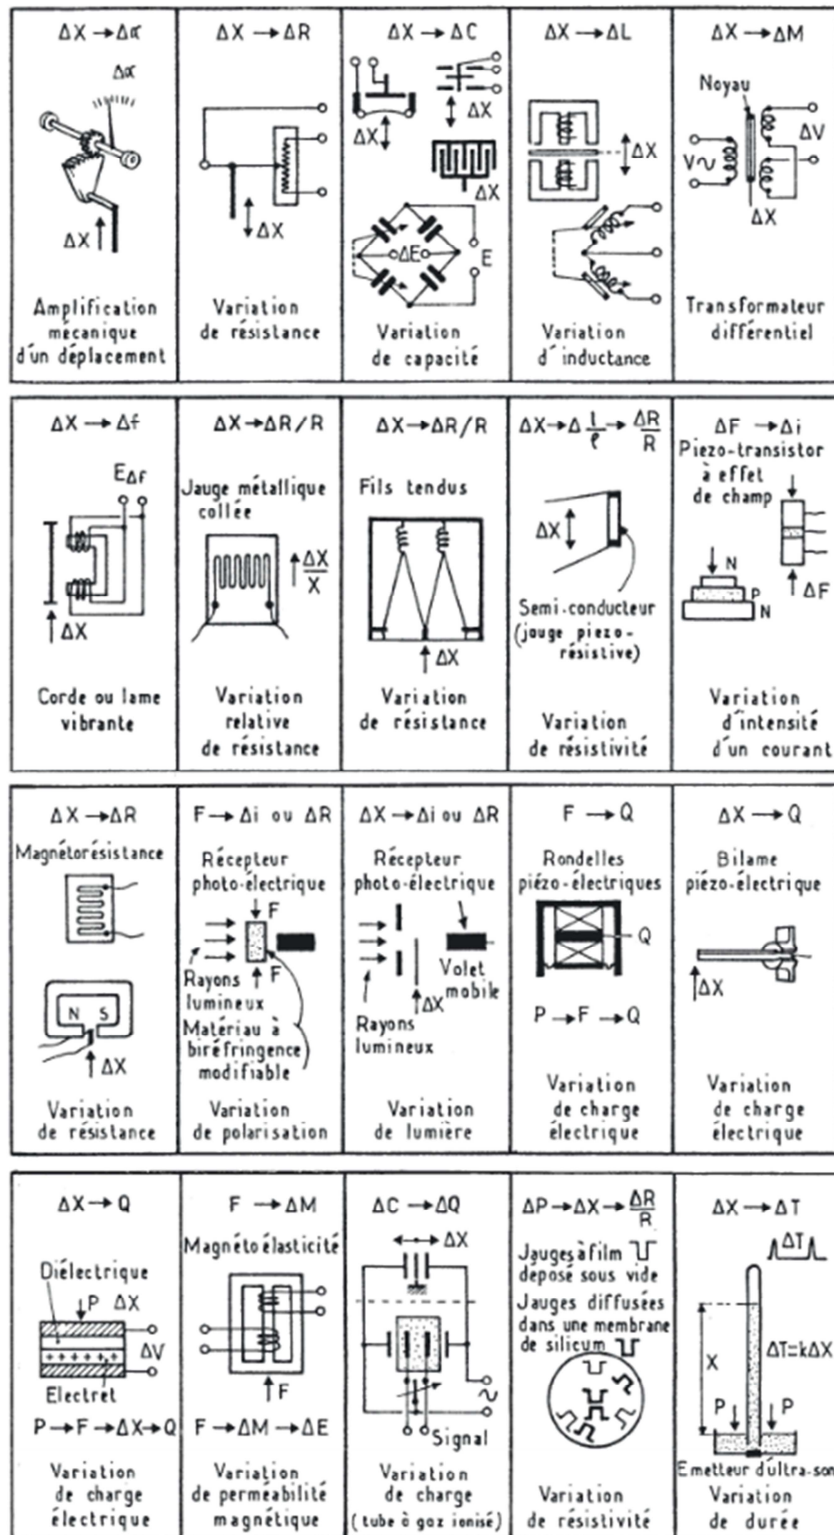 ΔX → Δα
Δα
ΔX
Amplification
mécanique
d'un déplacement
ΔX → ΔR
ΔX
Variation
de résistance
ΔX → ΔC
ΔX
ΔX
ΔX
ΔE
E
Variation
de capacité
ΔX → ΔL
ΔX
Variation
d'inductance
ΔX → ΔM
Noyau
V~
ΔV
ΔX
Transformateur
différentiel
ΔX → Δf
EΔf
ΔX
Corde ou lame
vibrante
ΔX → ΔR/R
Jauge métallique
collée
ΔX/X
Variation
relative
de résistance
ΔX → ΔR/R
Fils tendus
ΔX
Variation
de résistance
ΔX → Δ l/ρ → ΔR/R
ΔX
Semi-conducteur
(jauge piezo-
résistive)
Variation
de résistivité
ΔF → Δi
Piezo-transistor
à effet
de champ
N
P
N
ΔF
Variation
d'intensité
d'un courant
ΔX → ΔR
Magnétorésistance
N S
ΔX
Variation
de résistance
F → Δi ou ΔR
Récepteur
photo-électrique
F
F
Rayons
lumineux
Matériau à
biréfringence
modifiable
Variation
de polarisation
ΔX → Δi ou ΔR
Récepteur
photo-électrique
Volet
mobile
ΔX
Rayons
lumineux
Variation
de lumière
F → Q
Rondelles
piézo-électriques
Q
P → F → Q
Variation
de charge
électrique
ΔX → Q
Bilame
piézo-électrique
ΔX
Variation
de charge
électrique
ΔX → Q
Diélectrique
P ΔX
ΔV
+ + + + + +
Electret
P → F → ΔX → Q
Variation
de charge
électrique
F → ΔM
Magnéto élasticité
F
F → ΔM → ΔE
Variation
de perméabilité
magnétique
ΔC → ΔQ
ΔX
~
Signal
Variation
de charge
(tube à gaz ionisé)
ΔP → ΔX → ΔR/R
Jauges à film
déposé sous vide
Jauges diffusées
dans une membrane
de silicum
Variation
de résistivité
ΔX → ΔT
ΔT
X
ΔT=kΔX
P P
Emetteur d'ultra-son
Variation
de durée